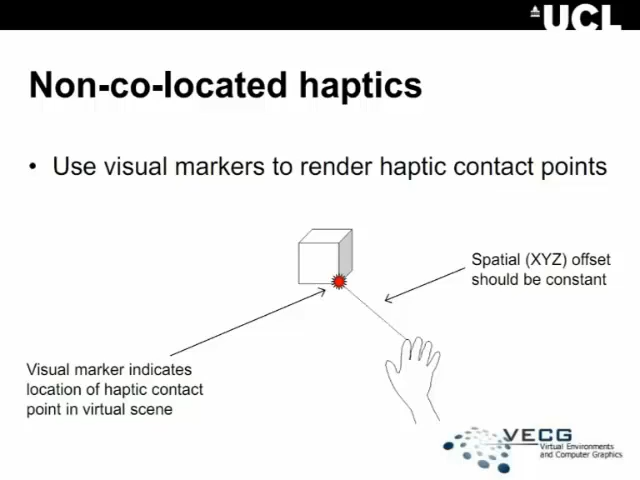 UCL
Non-co-located haptics
• Use visual markers to render haptic contact points
Spatial (XYZ) offset
should be constant
Visual marker indicates
location of haptic contact
point in virtual scene
VECG
Virtual Environments
and Computer Graphics